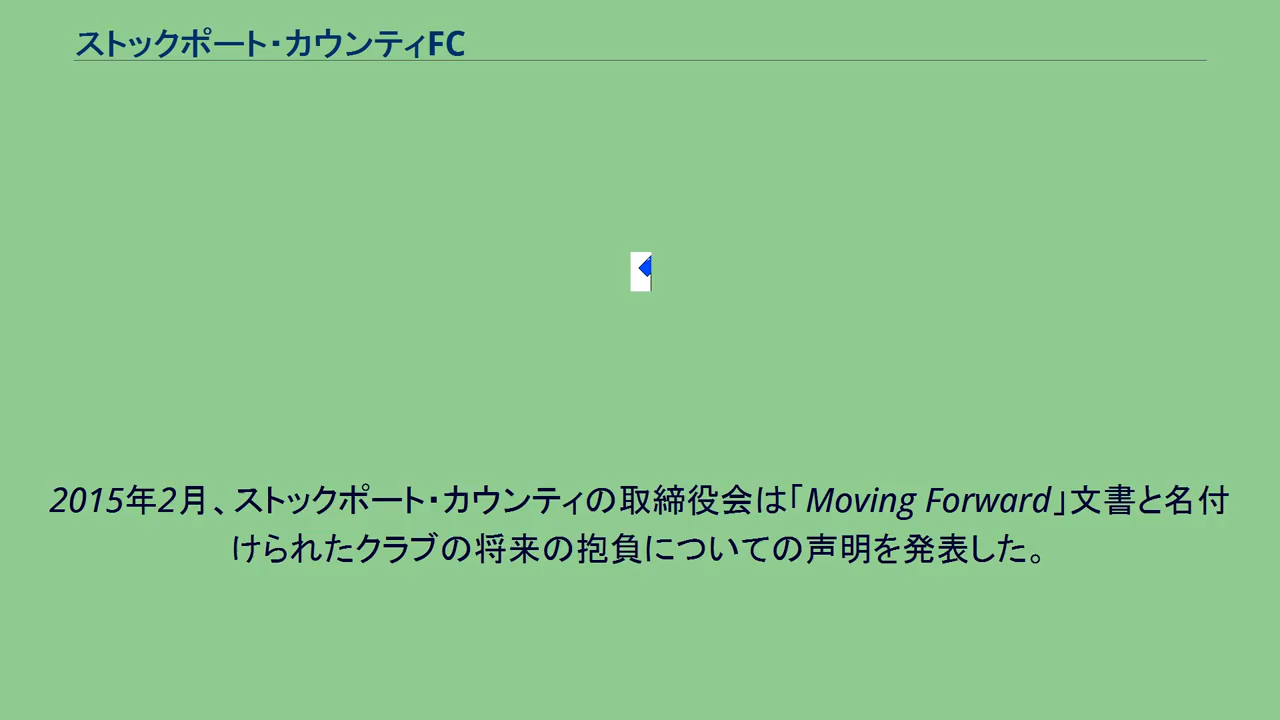 ストックポート・カウンティFC
2015年2月、ストックポート・カウンティの取締役会は「Moving Forward」文書と名付
けられたクラブの将来の抱負についての声明を発表した。